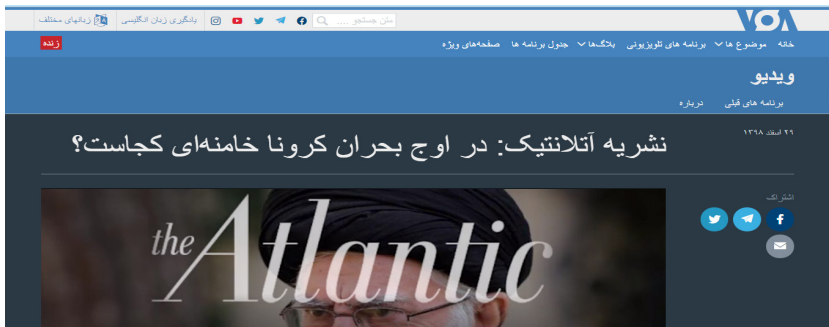 VOA
متن جستجو ....
یادگیری زبان انگلیسی
زبانهای مختلف
خانه موضوع ها برنامه های تلویزیونی بلاگ‌ها جدول برنامه ها صفحه‌های ویژه
زنده
ویدیو
برنامه های قبلی درباره
۲۹ اسفند ۱۳۹۸
نشریه آتلانتیک: در اوج بحران کرونا خامنه‌ای کجاست؟
اشتراک
the Atlantic